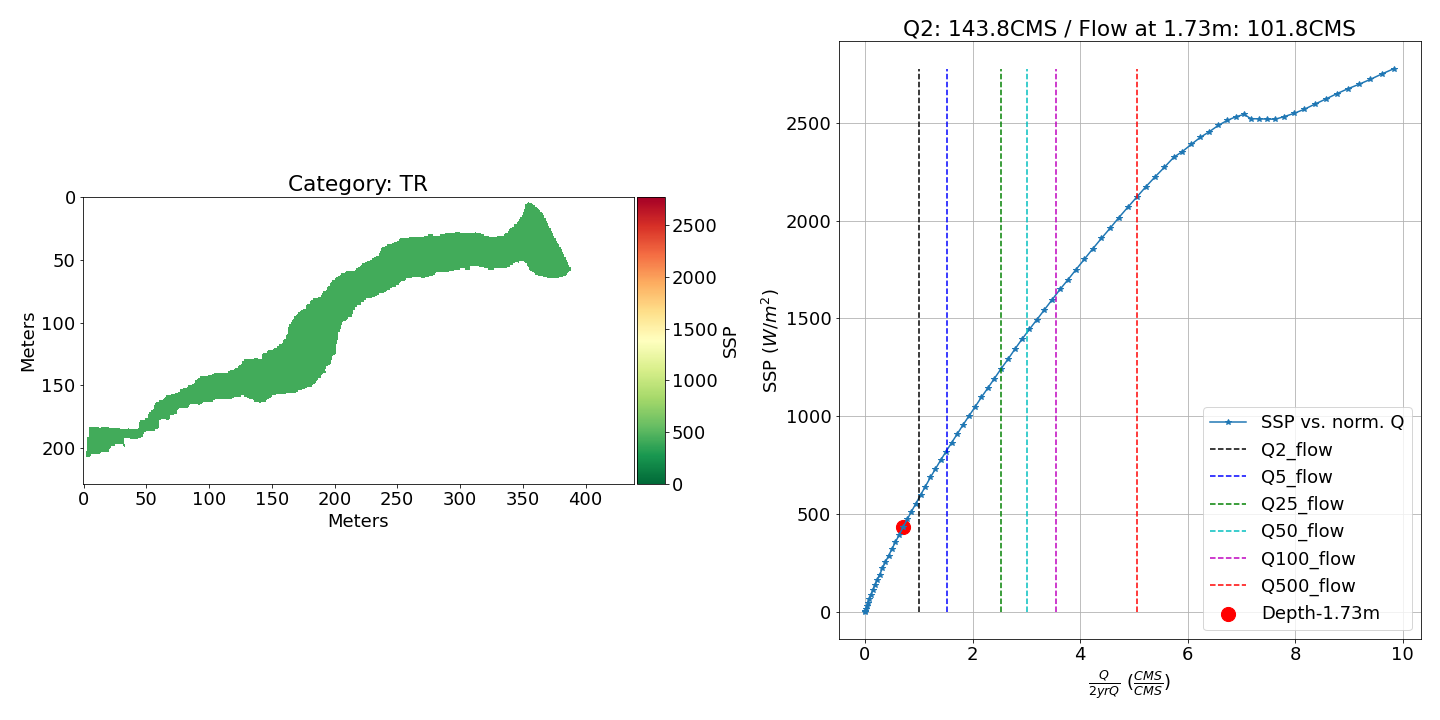 Category: TR
0
50
100
150
200
Meters
0 50 100 150 200 250 300 350 400
Meters
2500
2000
1500
1000
500
0
SSP
Q2: 143.8CMS / Flow at 1.73m: 101.8CMS
2500
2000
1500
1000
500
0
SSP (W/m²)
SSP vs. norm. Q
Q2_flow
Q5_flow
Q25_flow
Q50_flow
Q100_flow
Q500_flow
Depth-1.73m
0 2 4 6 8 10
Q/2yrQ (CMS/CMS)